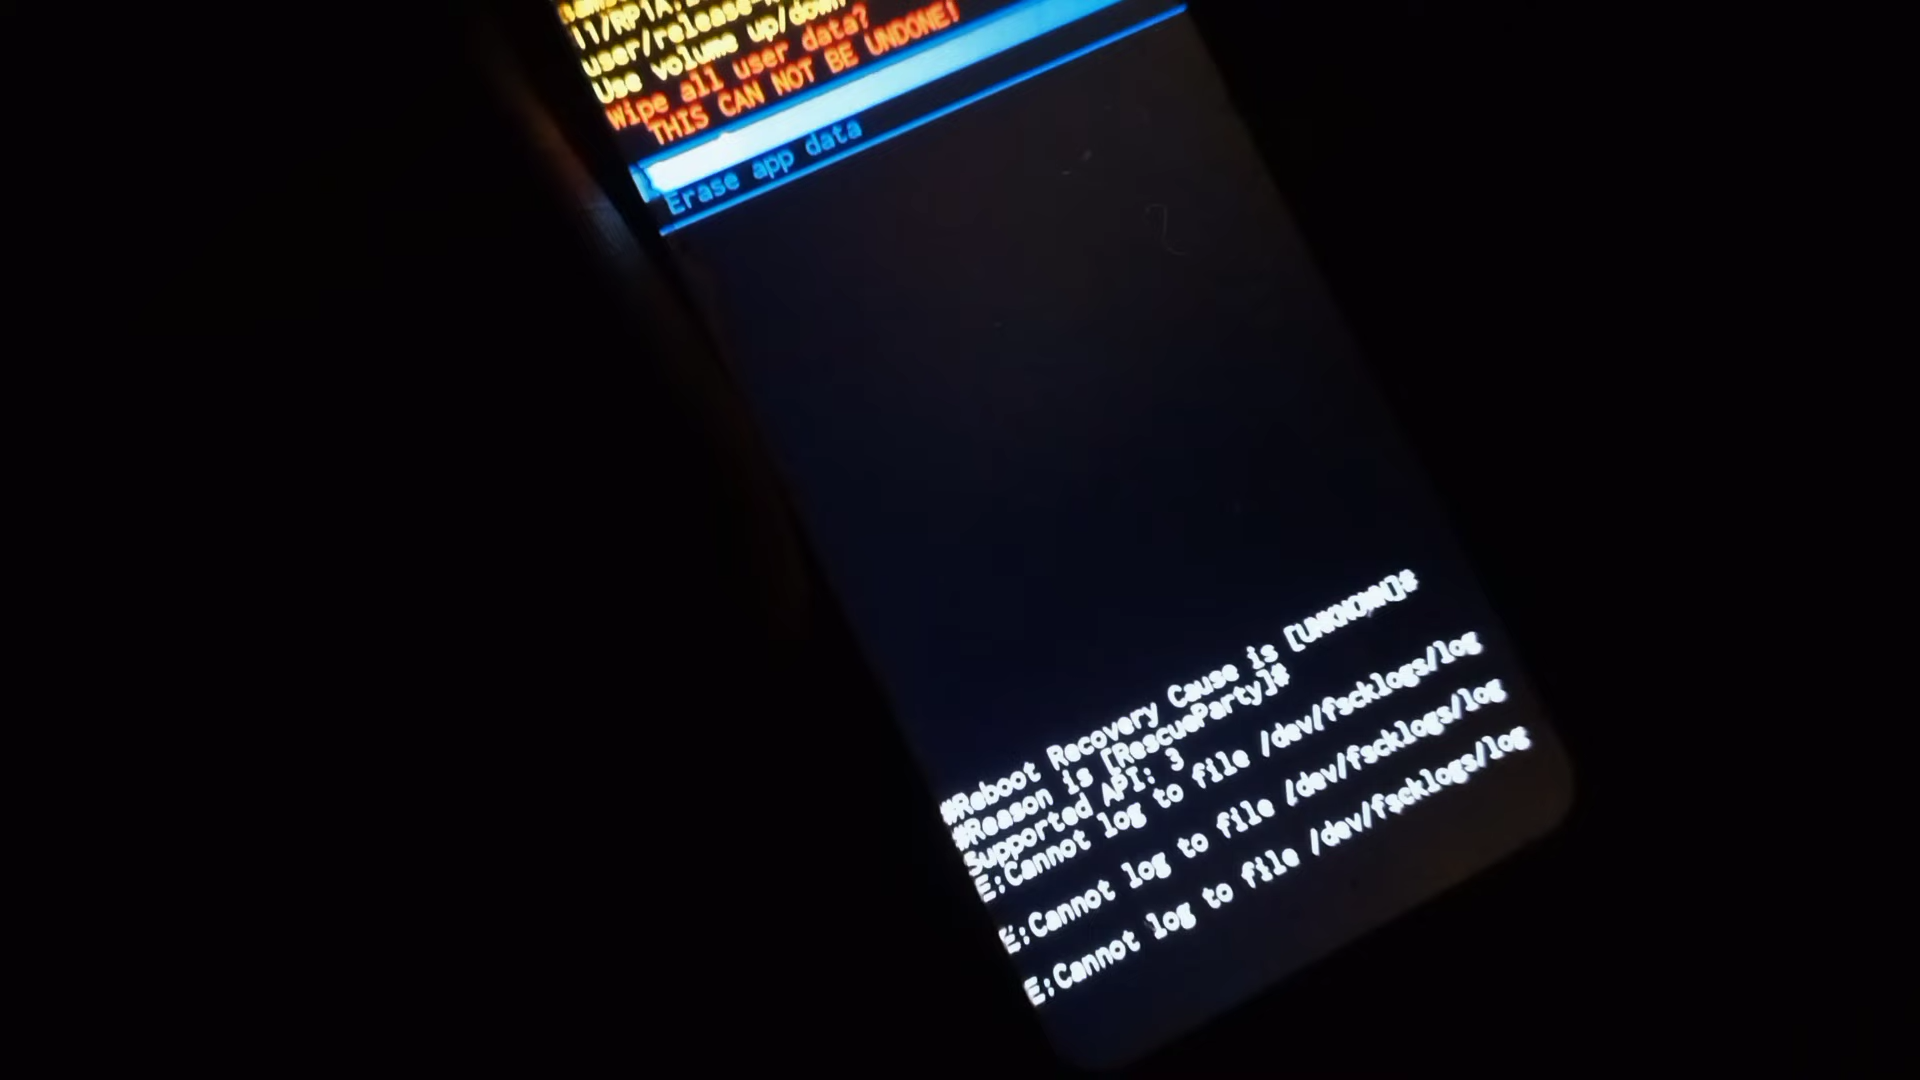 user/release-
Use volume up/down
Wipe all user data?
THIS CAN NOT BE UNDONE!
Erase app data
#Reboot Recovery Cause is [UNKNOWN]#
#Reason is [RescueParty]#
Supported API: 3
E:Cannot log to file /dev/fscklogs/log
E:Cannot log to file /dev/fscklogs/log
E:Cannot log to file /dev/fscklogs/log